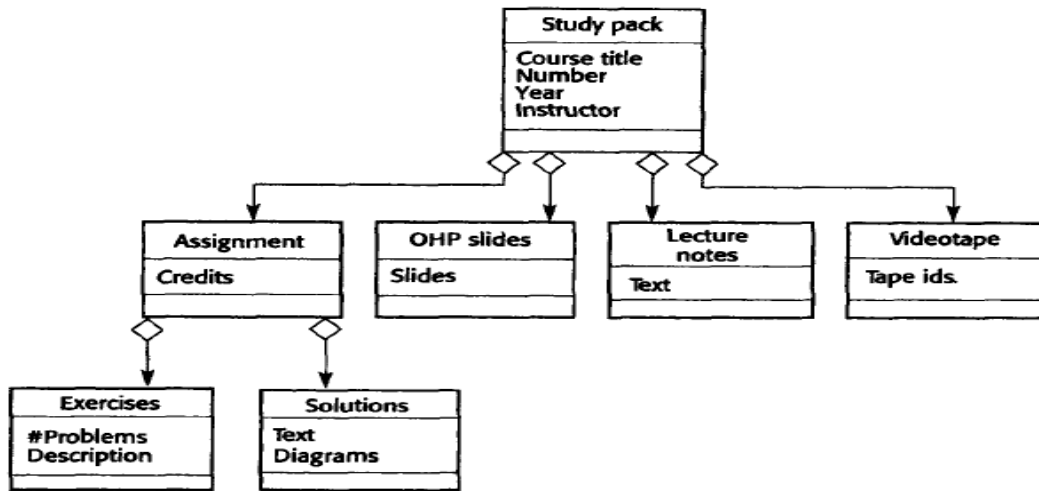 Study pack
Course title
Number
Year
Instructor
Assignment
Credits
OHP slides
Slides
Lecture
notes
Text
Videotape
Tape ids.
Exercises
#Problems
Description
Solutions
Text
Diagrams